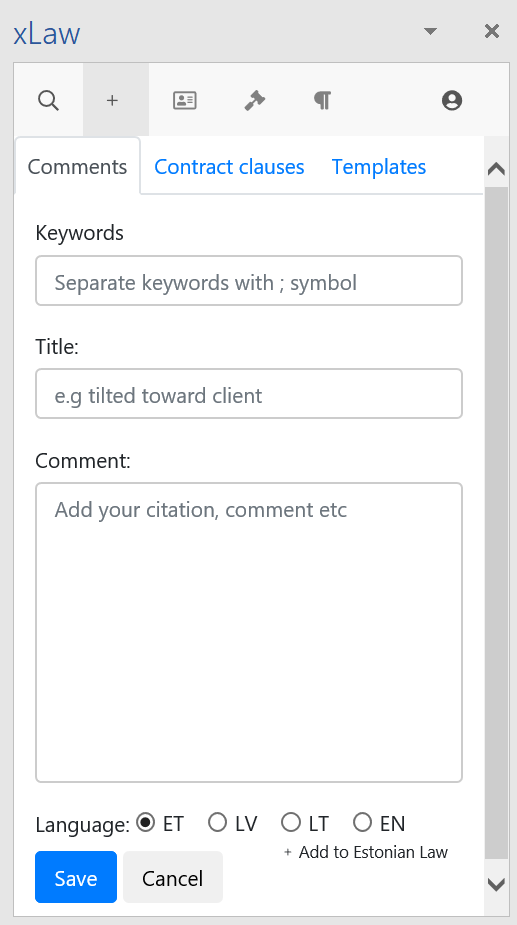 xLaw
Comments Contract clauses Templates
Keywords
Separate keywords with ; symbol
Title:
e.g tilted toward client
Comment:
Add your citation, comment etc
Language: ET LV LT EN
+ Add to Estonian Law
Save Cancel